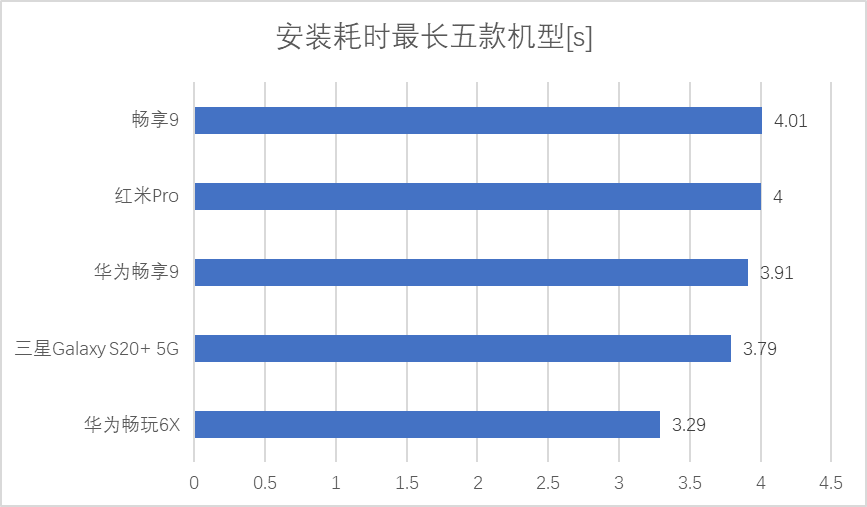 安装耗时最长五款机型[s]
畅享9 4.01
红米Pro 4
华为畅享9 3.91
三星Galaxy S20+ 5G 3.79
华为畅玩6X 3.29
0 0.5 1 1.5 2 2.5 3 3.5 4 4.5